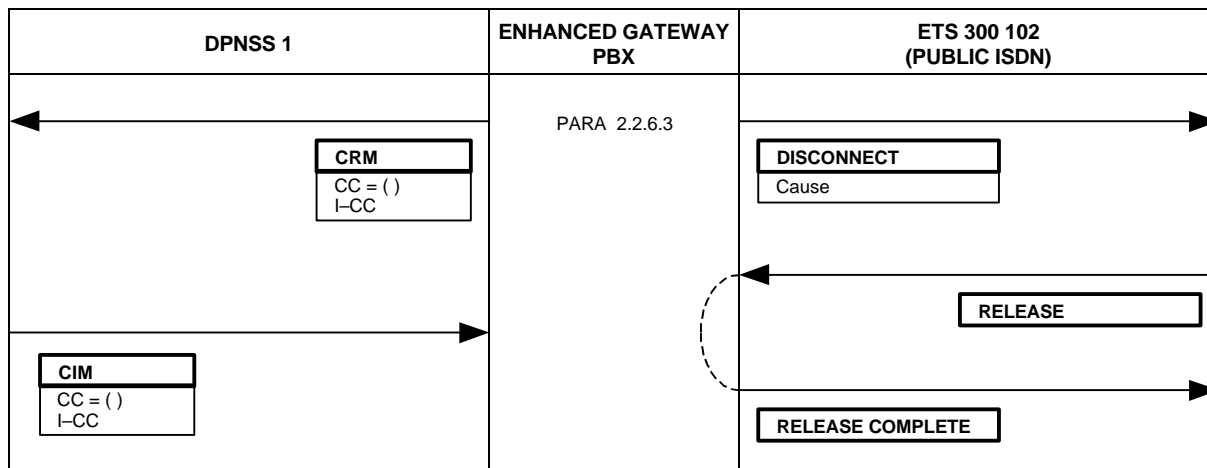 DPNSS 1
ENHANCED GATEWAY
PBX
ETS 300 102
(PUBLIC ISDN)
PARA 2.2.6.3
CRM
CC = ( )
I–CC
DISCONNECT
Cause
RELEASE
CIM
CC = ( )
I–CC
RELEASE COMPLETE